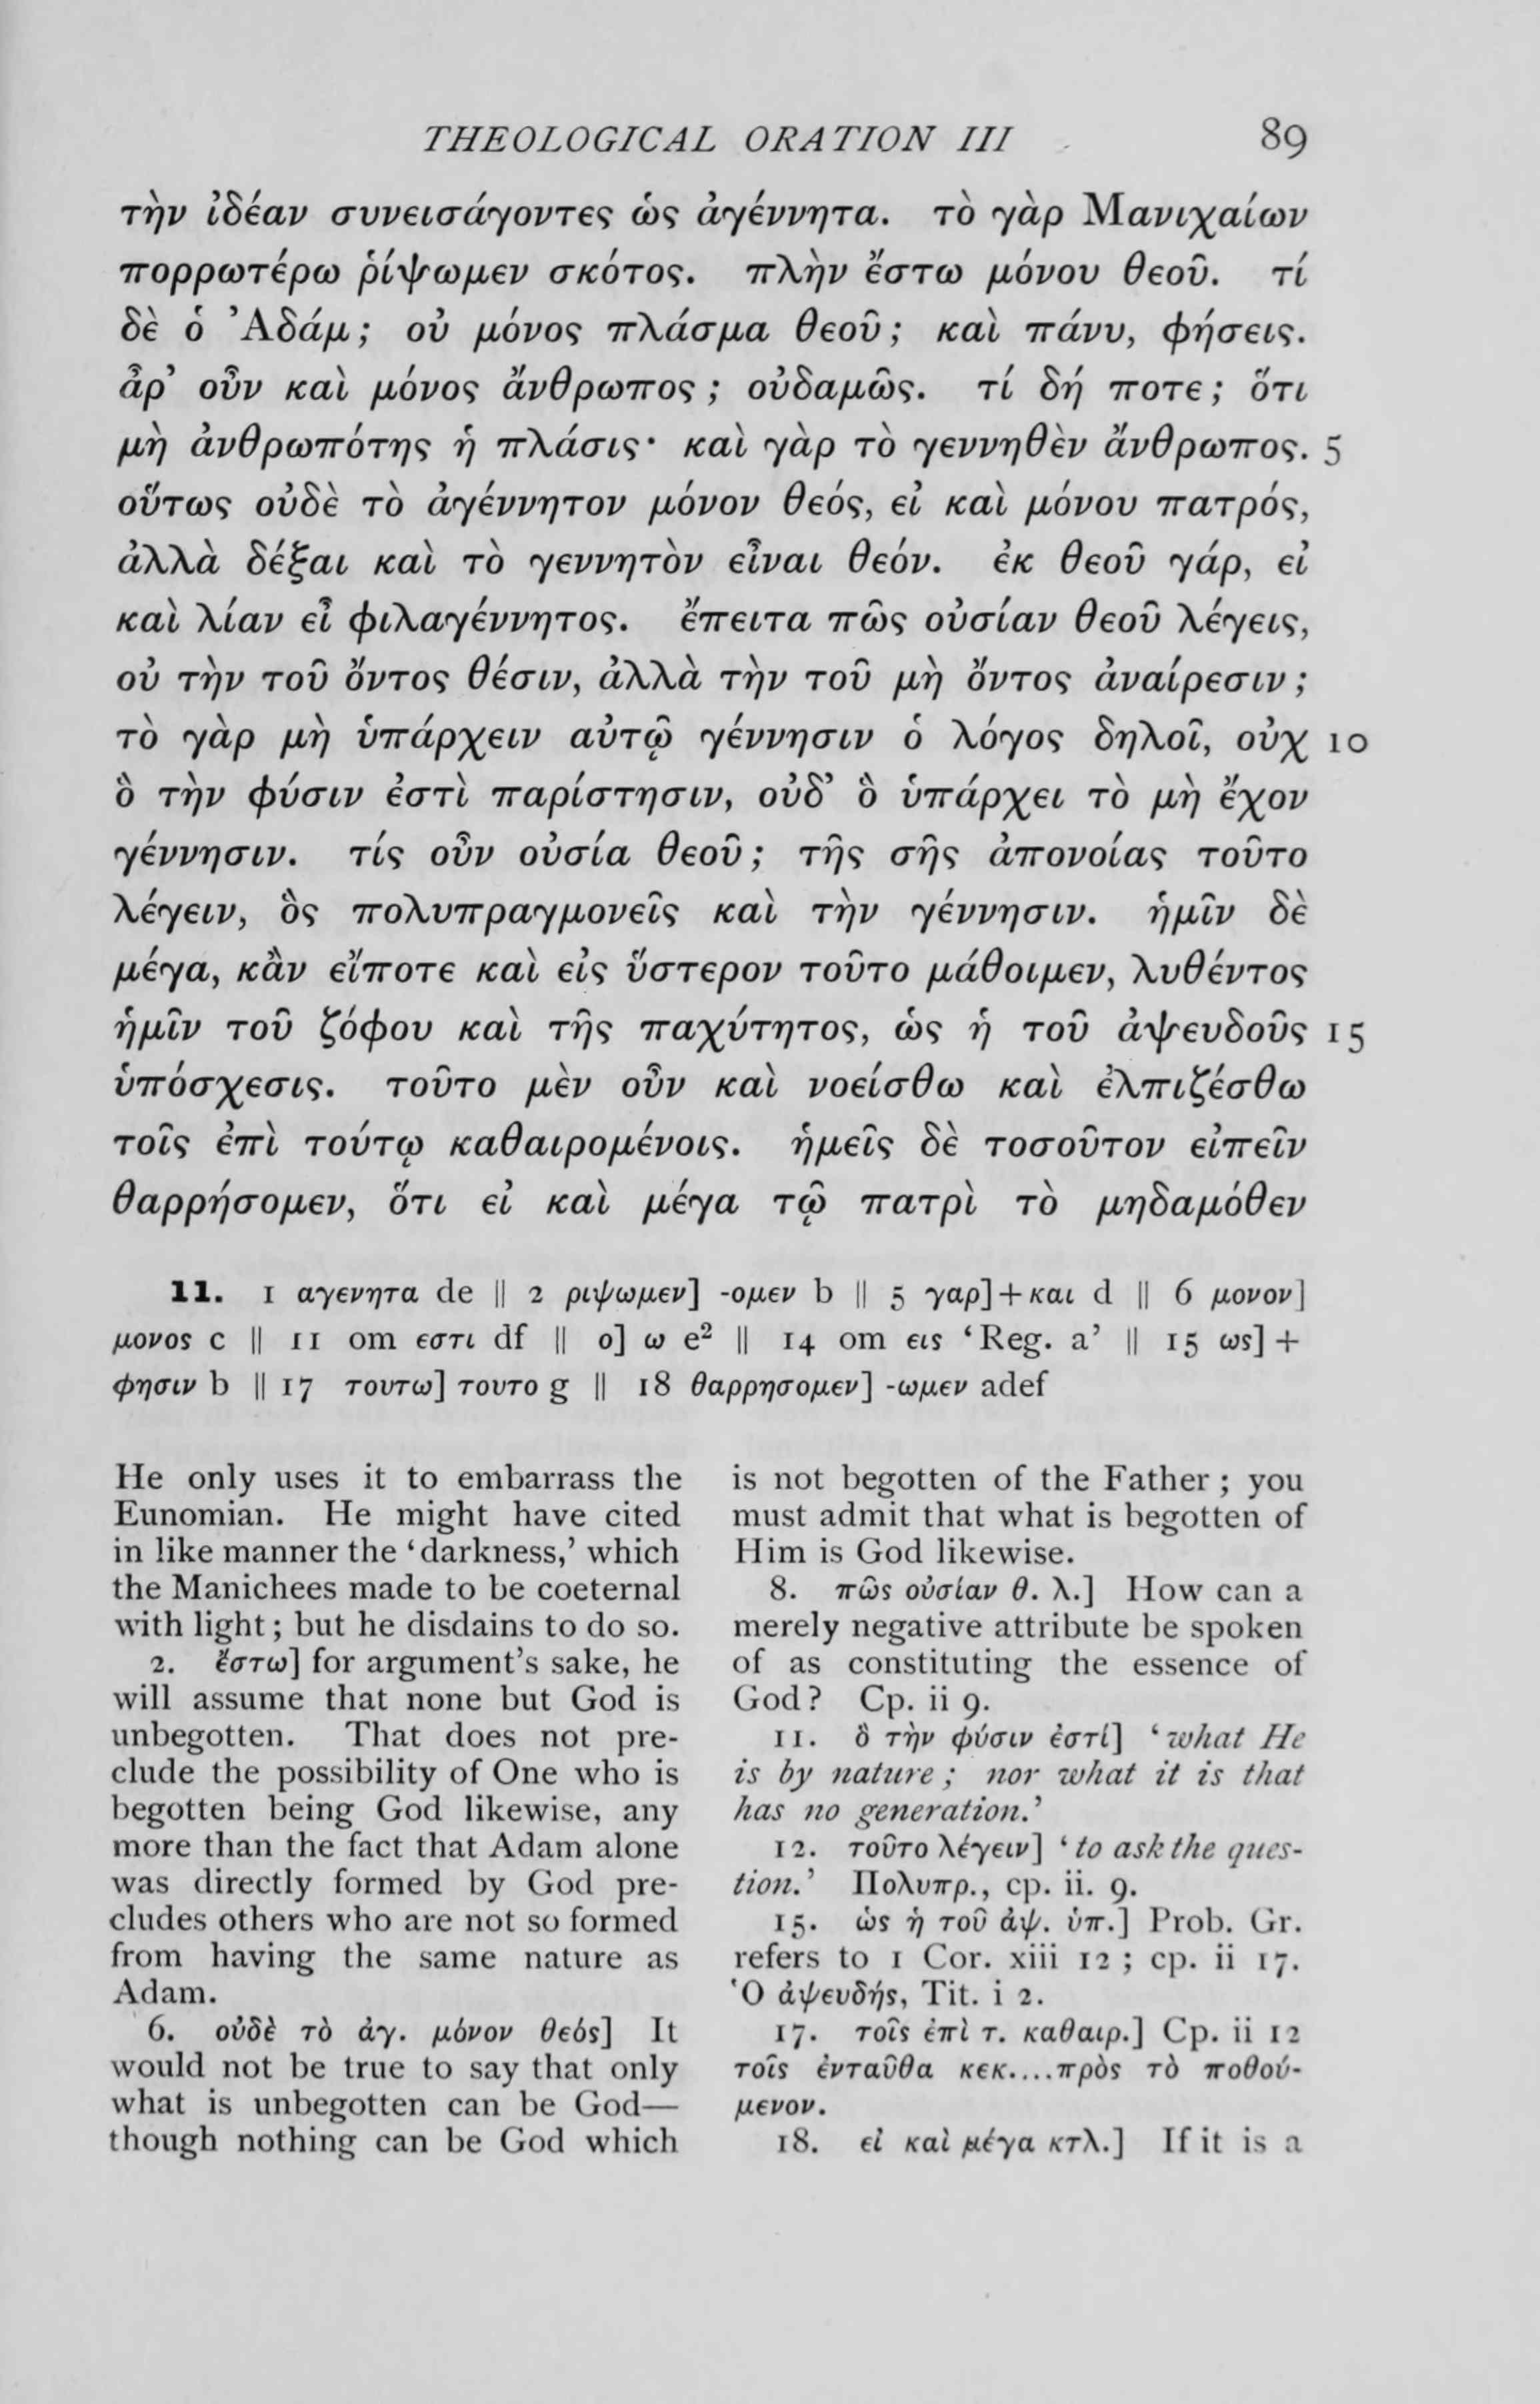 THEOLOGICAL ORATION III 89
τὴν ἰδέαν συνεισάγοντες ὡς ἀγέννητα. τὸ γὰρ Μανιχαίων
πορρωτέρω ῥίψωμεν σκότος. πλὴν ἔστω μόνου θεοῦ. τί
δὲ ὁ Ἀδάμ; οὐ μόνος πλάσμα θεοῦ; καὶ πάνυ, φήσεις.
ἆρ' οὖν καὶ μόνος ἄνθρωπος; οὐδαμῶς. τί δή ποτε; ὅτι
μὴ ἀνθρωπότης ἡ πλάσις· καὶ γὰρ τὸ γεννηθὲν ἄνθρωπος. 5
οὕτως οὐδὲ τὸ ἀγέννητον μόνον θεός, εἰ καὶ μόνου πατρός,
ἀλλὰ δέξαι καὶ τὸ γεννητὸν εἶναι θεόν. ἐκ θεοῦ γάρ, εἰ
καὶ λίαν εἶ φιλαγέννητος. ἔπειτα πῶς οὐσίαν θεοῦ λέγεις,
οὐ τὴν τοῦ ὄντος θέσιν, ἀλλὰ τὴν τοῦ μὴ ὄντος ἀναίρεσιν;
τὸ γὰρ μὴ ὑπάρχειν αὐτῷ γέννησιν ὁ λόγος δηλοῖ, οὐχ 10
ὃ τὴν φύσιν ἐστὶ παρίστησιν, οὐδ' ὃ ὑπάρχει τὸ μὴ ἔχον
γέννησιν. τίς οὖν οὐσία θεοῦ; τῆς σῆς ἀπονοίας τοῦτο
λέγειν, ὃς πολυπραγμονεῖς καὶ τὴν γέννησιν. ἡμῖν δὲ
μέγα, κἂν εἴποτε καὶ εἰς ὕστερον τοῦτο μάθοιμεν, λυθέντος
ἡμῖν τοῦ ζόφου καὶ τῆς παχύτητος, ὡς ἡ τοῦ ἀψευδοῦς 15
ὑπόσχεσις. τοῦτο μὲν οὖν καὶ νοείσθω καὶ ἐλπιζέσθω
τοῖς ἐπὶ τούτῳ καθαιρομένοις. ἡμεῖς δὲ τοσοῦτον εἰπεῖν
θαρρήσομεν, ὅτι εἰ καὶ μέγα τῷ πατρὶ τὸ μηδαμόθεν
11. 1 αγενητα de || 2 ριψωμεν] -ομεν b || 5 γαρ]+και d || 6 μονον]
μονος c || 11 om εστι df || ο] ω e² || 14 om εις ‘Reg. a’ || 15 ως]+
φησιν b || 17 τουτω] τουτο g || 18 θαρρησομεν] -ωμεν adef
He only uses it to embarrass the
Eunomian. He might have cited
in like manner the ‘darkness,’ which
the Manichees made to be coeternal
with light; but he disdains to do so.
2. ἔστω] for argument's sake, he
will assume that none but God is
unbegotten. That does not pre-
clude the possibility of One who is
begotten being God likewise, any
more than the fact that Adam alone
was directly formed by God pre-
cludes others who are not so formed
from having the same nature as
Adam.
6. οὐδὲ τὸ ἀγ. μόνον θεός] It
would not be true to say that only
what is unbegotten can be God—
though nothing can be God which
is not begotten of the Father; you
must admit that what is begotten of
Him is God likewise.
8. πῶς οὐσίαν θ. λ.] How can a
merely negative attribute be spoken
of as constituting the essence of
God? Cp. ii 9.
11. ὃ τὴν φύσιν ἐστί] ‘what He
is by nature; nor what it is that
has no generation.’
12. τοῦτο λέγειν] ‘to ask the ques-
tion.’ Πολυπρ., cp. ii. 9.
15. ὡς ἡ τοῦ ἀψ. ὑπ.] Prob. Gr.
refers to 1 Cor. xiii 12; cp. ii 17.
Ὁ ἀψευδής, Tit. i 2.
17. τοῖς ἐπὶ τ. καθαιρ.] Cp. ii 12
τοῖς ἐνταῦθα κεκ....πρὸς τὸ ποθού-
μενον.
18. εἰ καὶ μέγα κτλ.] If it is a